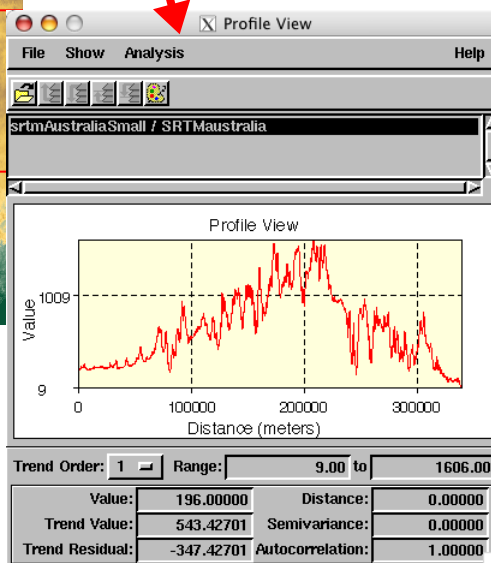 X Profile View
File Show Analysis Help
srtmAustraliaSmall / SRTMaustralia
Profile View
Value
1009
9
0 100000 200000 300000
Distance (meters)
Trend Order: 1 Range: 9.00 to 1606.00
Value: 196.00000 Distance: 0.00000
Trend Value: 543.42701 Semivariance: 0.00000
Trend Residual: -347.42701 Autocorrelation: 1.00000